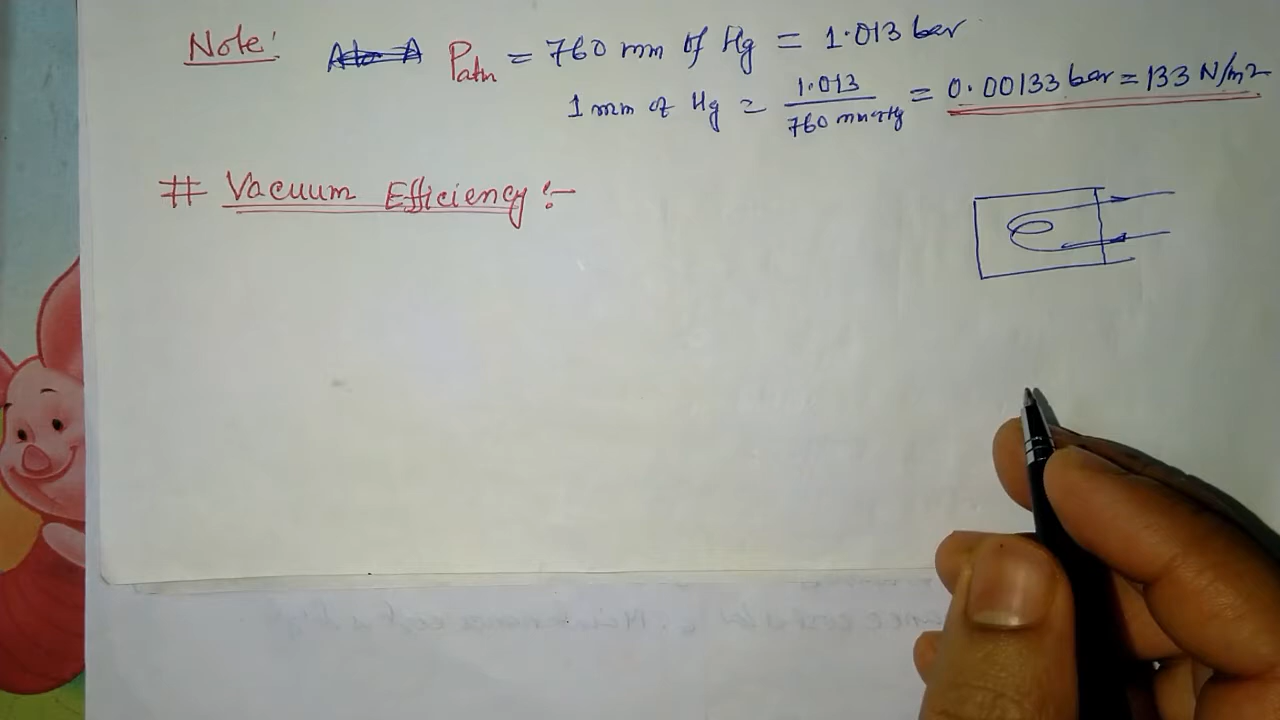 Note: Patm = 760 mm of Hg = 1.013 bar
1 mm of Hg = 1.013 / 760 mm of Hg = 0.00133 bar = 133 N/m2
# Vacuum Efficiency :-